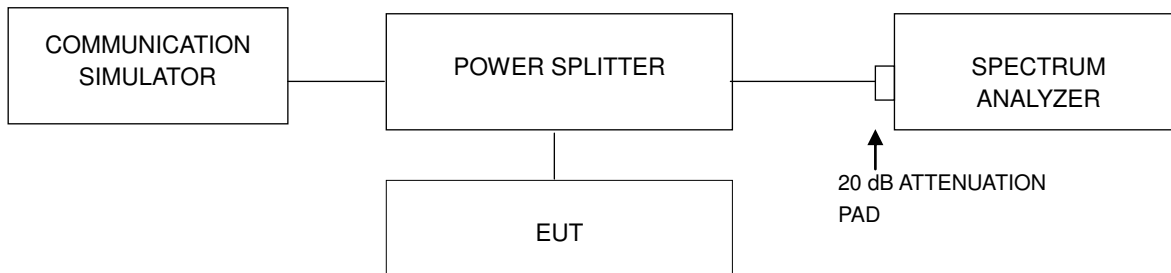 COMMUNICATION
SIMULATOR
POWER SPLITTER
SPECTRUM
ANALYZER
20 dB ATTENUATION
PAD
EUT